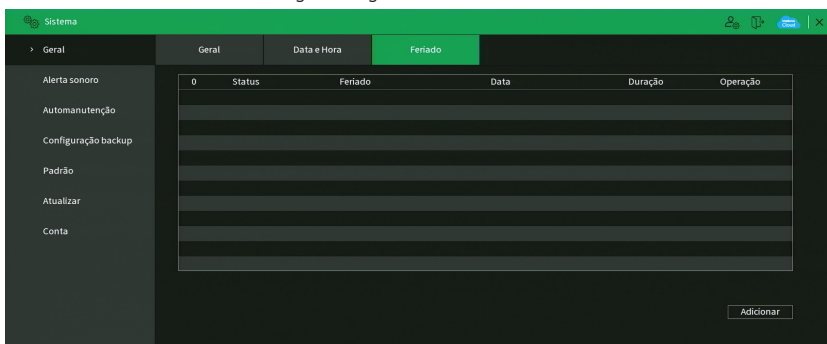 Sistema
Cloud
Geral
Geral
Data e Hora
Feriado
Alerta sonoro
0 Status Feriado Data Duração Operação
Automanutenção
Configuração backup
Padrão
Atualizar
Conta
Adicionar